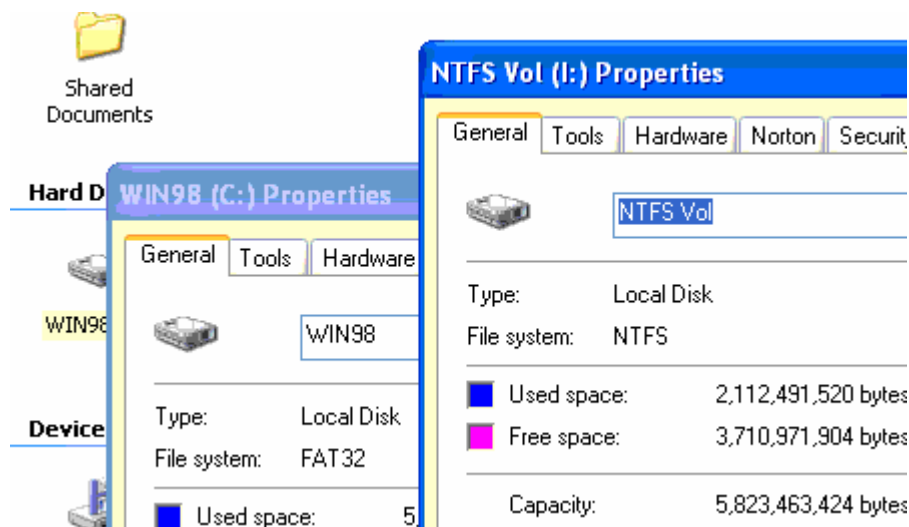 Shared
Documents
Hard D
Device
WIN98
WIN98 (C:) Properties
General Tools Hardware
WIN98
Type: Local Disk
File system: FAT32
Used space: 5,
NTFS Vol (I:) Properties
General Tools Hardware Norton Security
NTFS Vol
Type: Local Disk
File system: NTFS
Used space: 2,112,491,520 bytes
Free space: 3,710,971,904 bytes
Capacity: 5,823,463,424 bytes